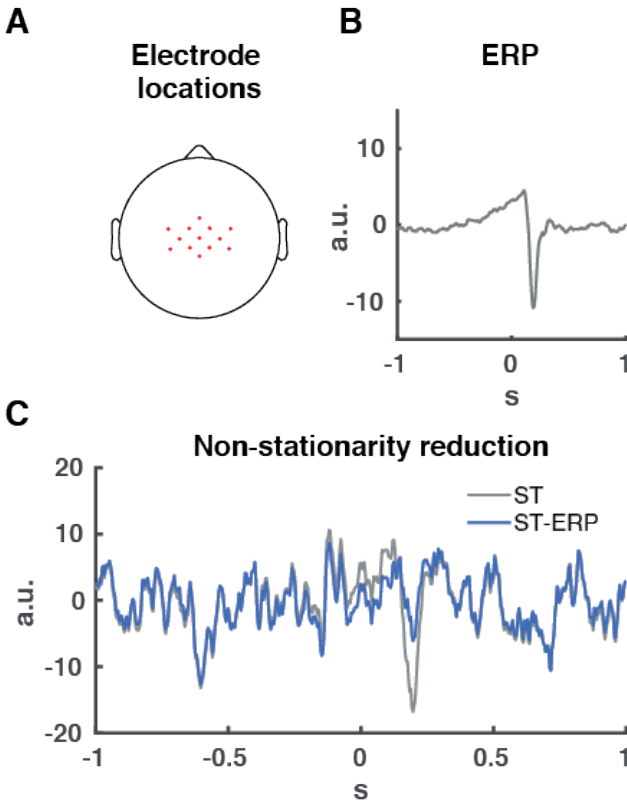 A
Electrode
locations
B
ERP
10
0
-10
a.u.
-1
0
1
s
C
Non-stationarity reduction
20
10
0
-10
-20
a.u.
ST
ST-ERP
-1
-0.5
0
0.5
1
s